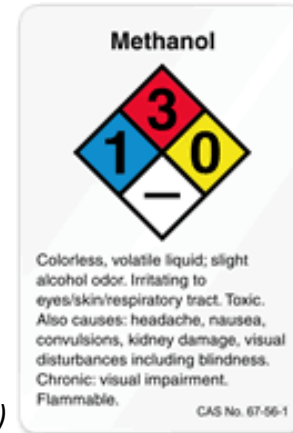 Methanol
3
1 0
—
Colorless, volatile liquid; slight
alcohol odor. Irritating to
eyes/skin/respiratory tract. Toxic.
Also causes: headache, nausea,
convulsions, kidney damage, visual
disturbances including blindness.
Chronic: visual impairment.
Flammable.
CAS No. 67-56-1
)